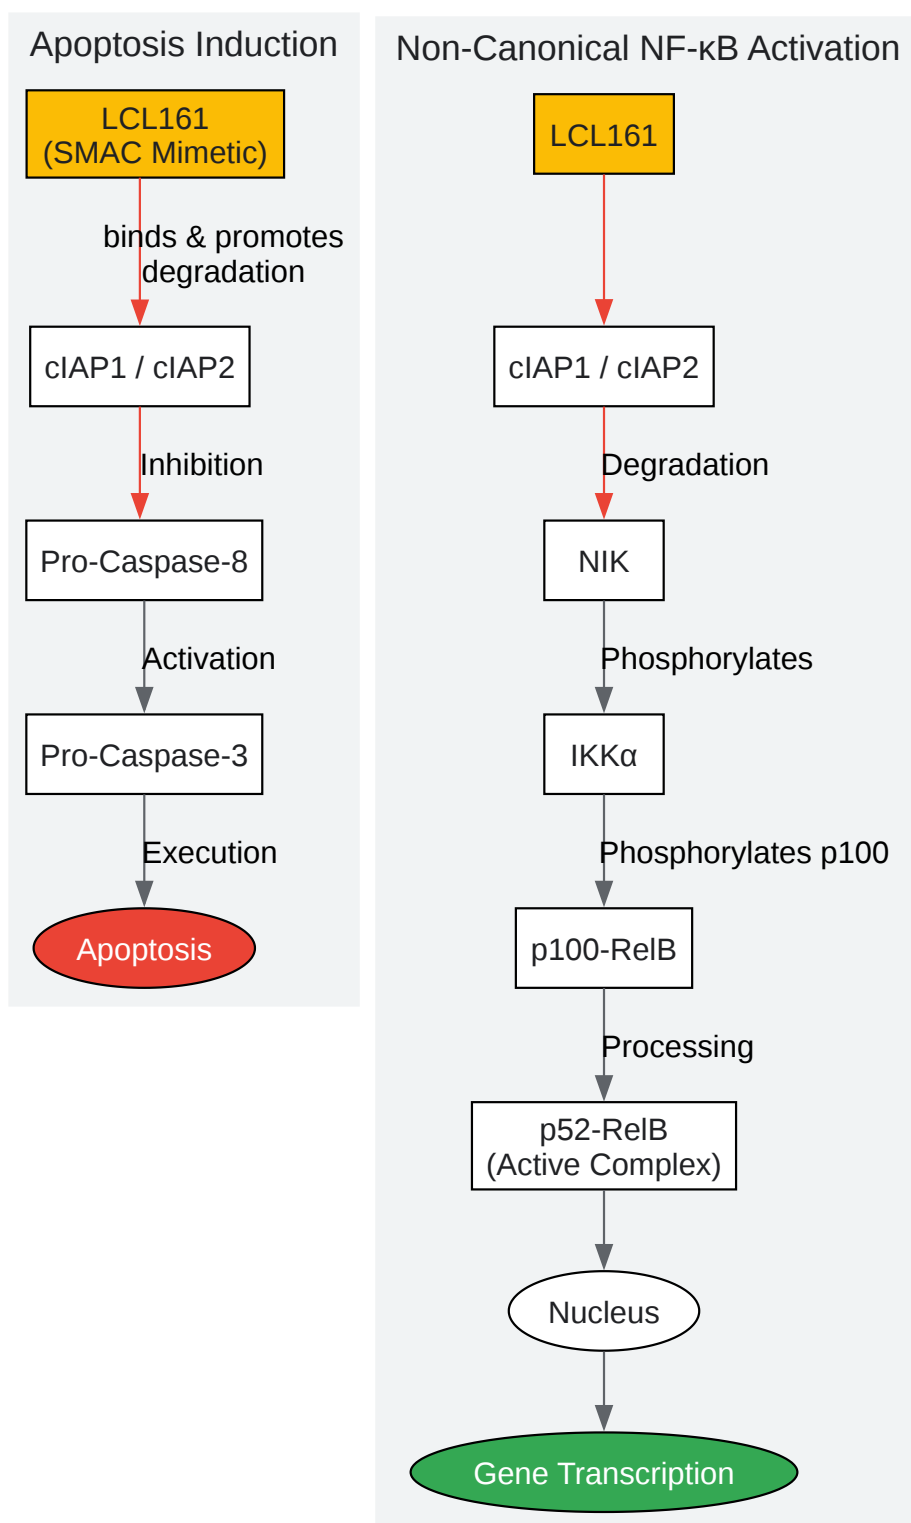 Apoptosis Induction
LCL161
(SMAC Mimetic)
binds & promotes
degradation
cIAP1 / cIAP2
Inhibition
Pro-Caspase-8
Activation
Pro-Caspase-3
Execution
Apoptosis
Non-Canonical NF-κB Activation
LCL161
cIAP1 / cIAP2
Degradation
NIK
Phosphorylates
IKKα
Phosphorylates p100
p100-RelB
Processing
p52-RelB
(Active Complex)
Nucleus
Gene Transcription